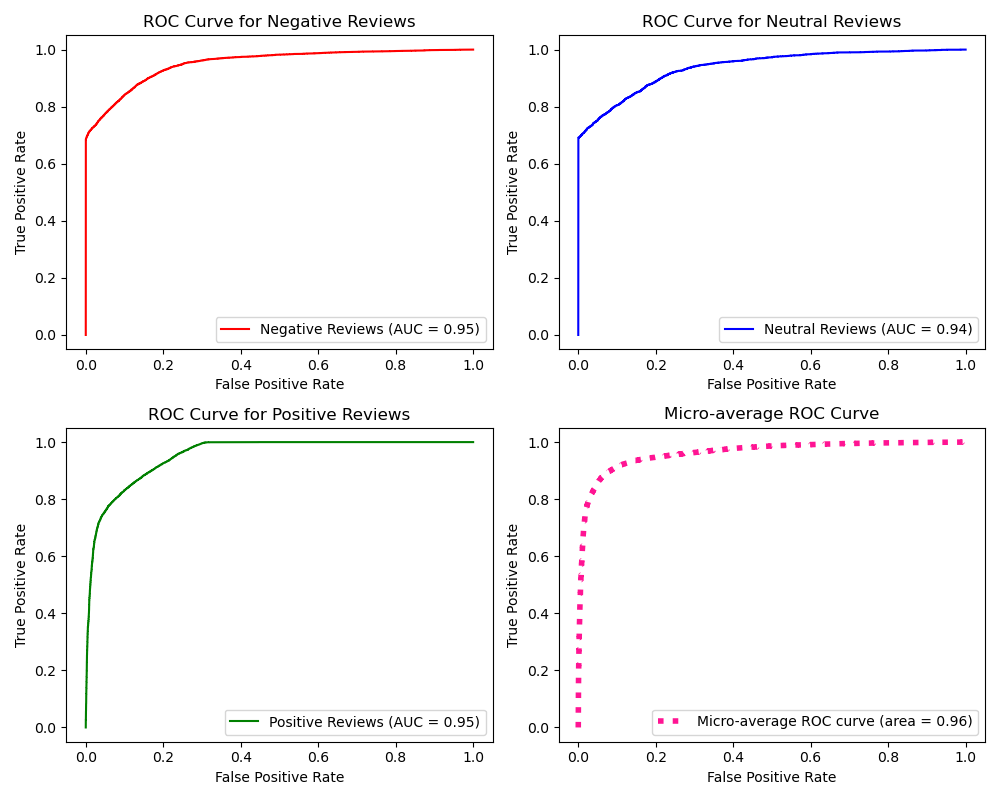 ROC Curve for Negative Reviews
True Positive Rate
1.0
0.8
0.6
0.4
0.2
0.0
Negative Reviews (AUC = 0.95)
0.0 0.2 0.4 0.6 0.8 1.0
False Positive Rate
ROC Curve for Neutral Reviews
True Positive Rate
1.0
0.8
0.6
0.4
0.2
0.0
Neutral Reviews (AUC = 0.94)
0.0 0.2 0.4 0.6 0.8 1.0
False Positive Rate
ROC Curve for Positive Reviews
True Positive Rate
1.0
0.8
0.6
0.4
0.2
0.0
Positive Reviews (AUC = 0.95)
0.0 0.2 0.4 0.6 0.8 1.0
False Positive Rate
Micro-average ROC Curve
True Positive Rate
1.0
0.8
0.6
0.4
0.2
0.0
Micro-average ROC curve (area = 0.96)
0.0 0.2 0.4 0.6 0.8 1.0
False Positive Rate